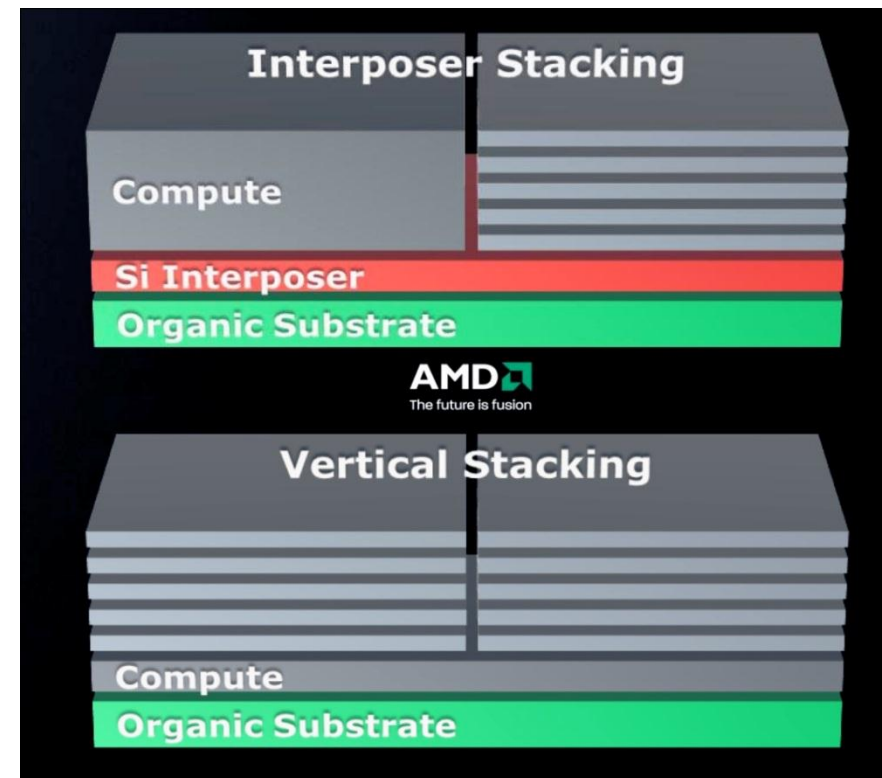 Interposer Stacking
Compute
Si Interposer
Organic Substrate
AMD
The future is fusion
Vertical Stacking
Compute
Organic Substrate